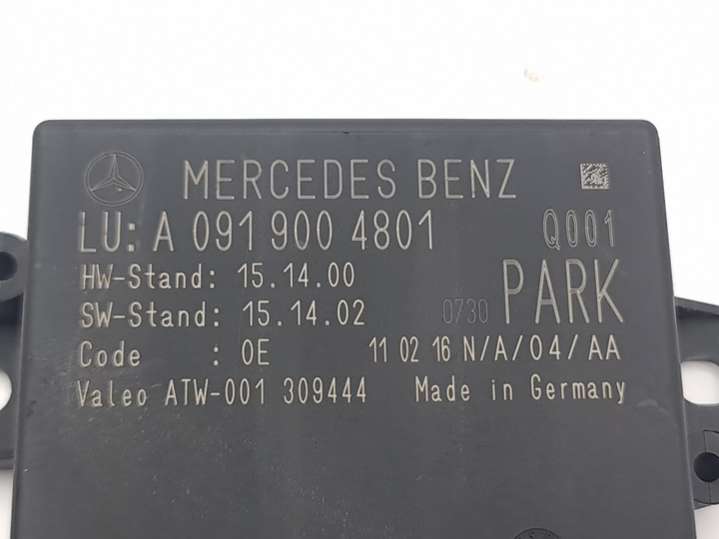 MERCEDES BENZ
LU: A 091 900 4801 Q001
HW-Stand: 15.14.00
SW-Stand: 15.14.02 0730 PARK
Code : 0E 11 02 16 N/A/04/AA
Valeo ATW-001 309444 Made in Germany